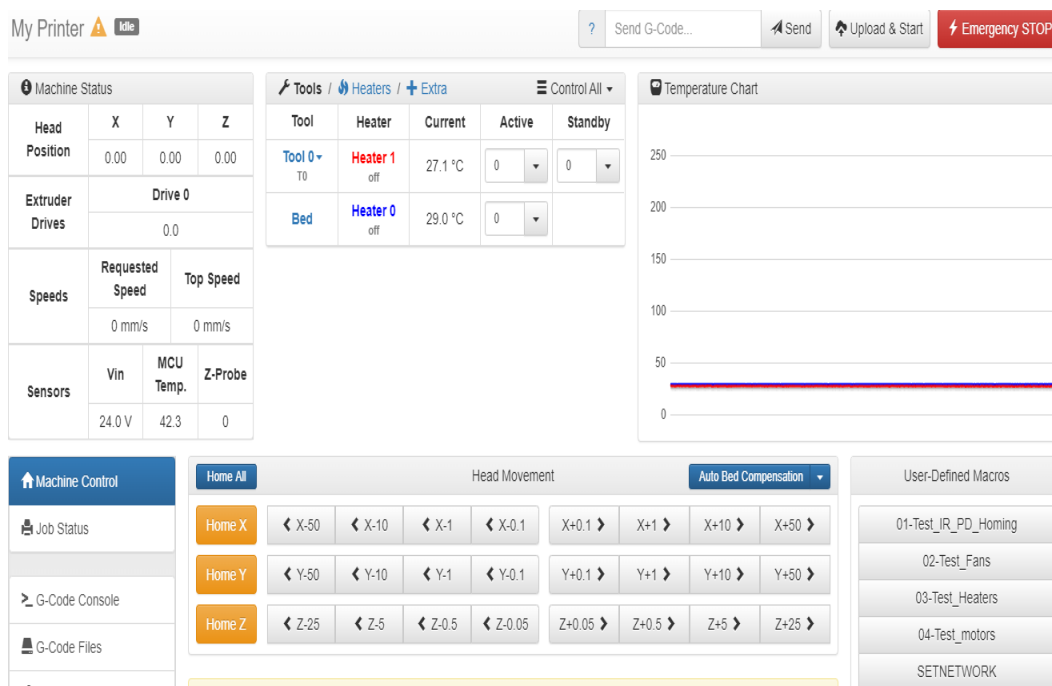 My Printer Idle ? Send G-Code... Send Upload & Start Emergency STOP
Machine Status
Head Position X Y Z
0.00 0.00 0.00
Extruder Drives Drive 0
0.0
Speeds Requested Speed Top Speed
0 mm/s 0 mm/s
Sensors Vin MCU Temp. Z-Probe
24.0 V 42.3 0
Tools / Heaters / + Extra Control All
Tool Heater Current Active Standby
Tool 0 Heater 1 27.1 °C 0 0
T0 off
Bed Heater 0 29.0 °C 0
off
Temperature Chart
250
200
150
100
50
0
Machine Control
Job Status
G-Code Console
G-Code Files
Home All Head Movement Auto Bed Compensation
Home X X-50 X-10 X-1 X-0.1 X+0.1 X+1 X+10 X+50
Home Y Y-50 Y-10 Y-1 Y-0.1 Y+0.1 Y+1 Y+10 Y+50
Home Z Z-25 Z-5 Z-0.5 Z-0.05 Z+0.05 Z+0.5 Z+5 Z+25
User-Defined Macros
01-Test_IR_PD_Homing
02-Test_Fans
03-Test_Heaters
04-Test_motors
SETNETWORK